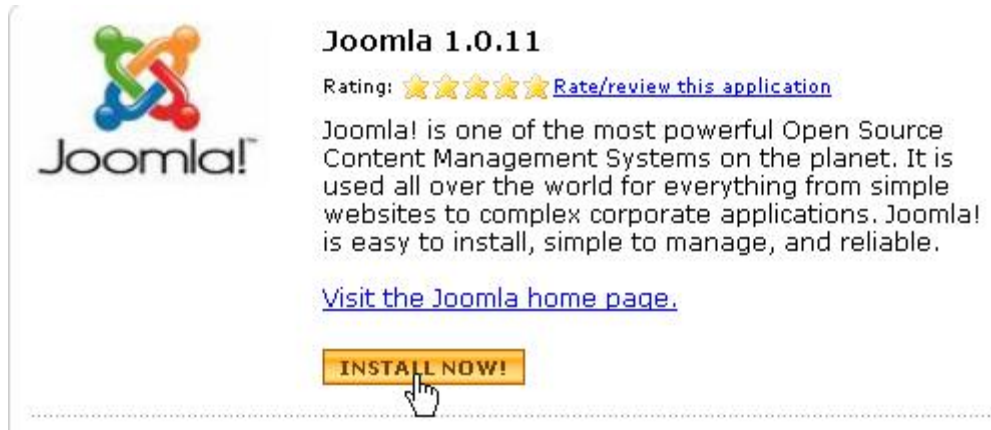 Joomla!™
Joomla 1.0.11
Rating: Rate/review this application
Joomla! is one of the most powerful Open Source
Content Management Systems on the planet. It is
used all over the world for everything from simple
websites to complex corporate applications. Joomla!
is easy to install, simple to manage, and reliable.
Visit the Joomla home page.
INSTALL NOW!